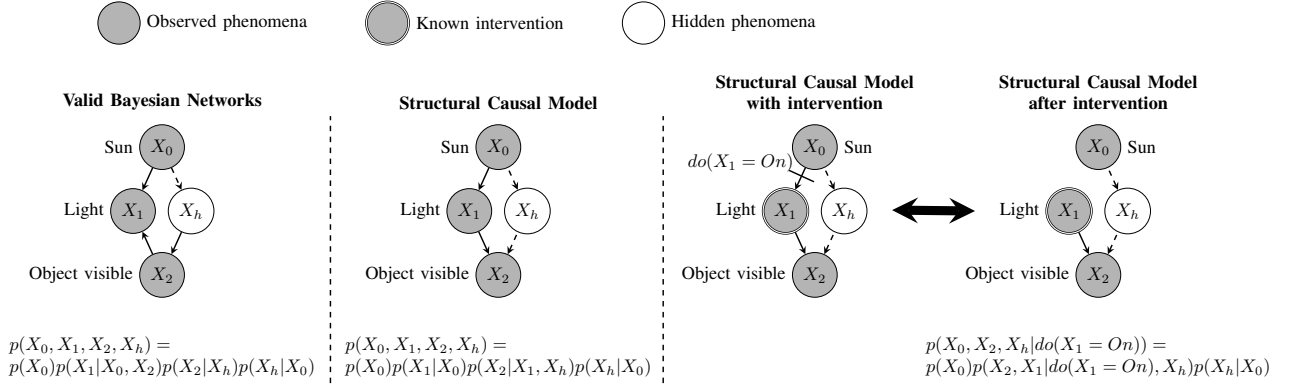 Observed phenomena
Known intervention
Hidden phenomena
Valid Bayesian Networks
Sun
X_0
Light
X_1
X_h
Object visible
X_2
p(X_0, X_1, X_2, X_h) =
p(X_0)p(X_1|X_0, X_2)p(X_2|X_h)p(X_h|X_0)
Structural Causal Model
Sun
X_0
Light
X_1
X_h
Object visible
X_2
p(X_0, X_1, X_2, X_h) =
p(X_0)p(X_1|X_0)p(X_2|X_1, X_h)p(X_h|X_0)
Structural Causal Model
with intervention
X_0
Sun
do(X_1 = On)
Light
X_1
X_h
Object visible
X_2
Structural Causal Model
after intervention
X_0
Sun
Light
X_1
X_h
Object visible
X_2
p(X_0, X_2, X_h|do(X_1 = On)) =
p(X_0)p(X_2, X_1|do(X_1 = On), X_h)p(X_h|X_0)